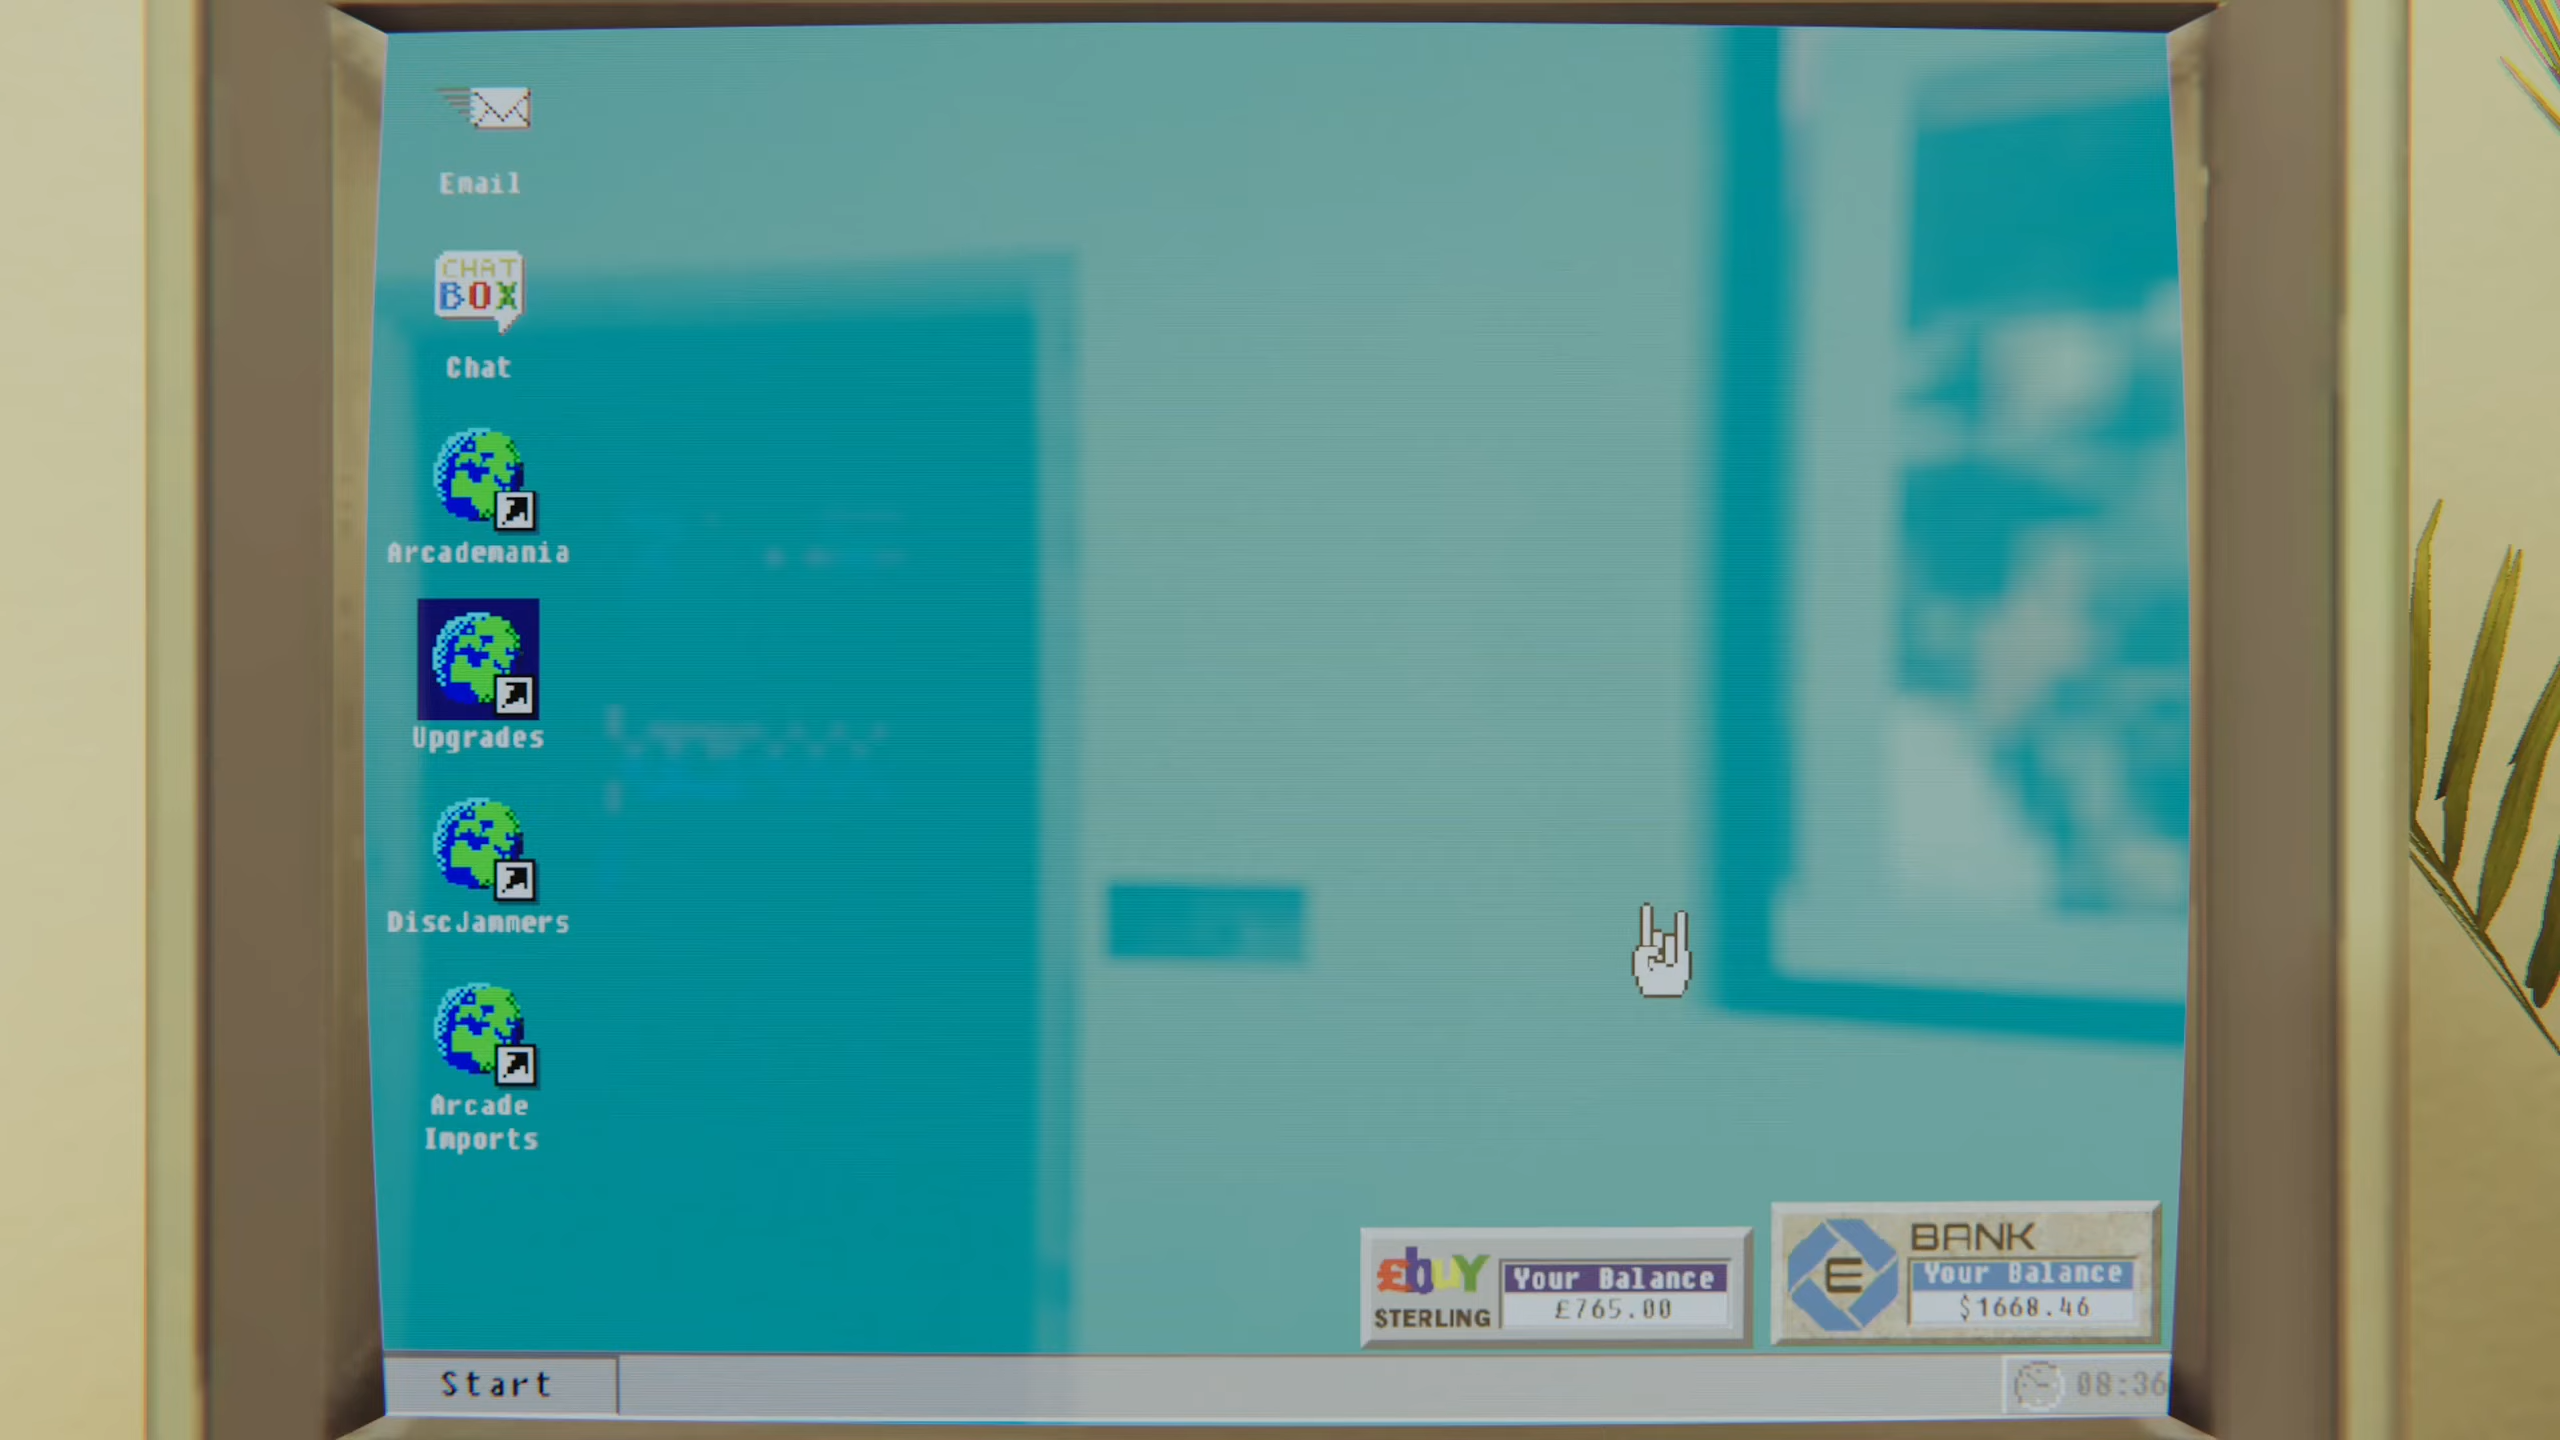 Email
CHAT
BOX
Chat
Arcademania
Upgrades
DiscJammers
Arcade
Imports
£buY
STERLING
Your Balance
£765.00
E
BANK
Your Balance
$1668.46
Start
08:36